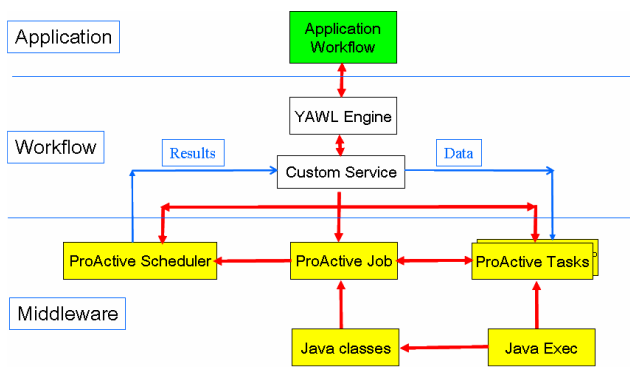 Application
Application
Workflow
YAWL Engine
Workflow
Results
Data
Custom Service
ProActive Scheduler
ProActive Job
ProActive Tasks
Middleware
Java classes
Java Exec